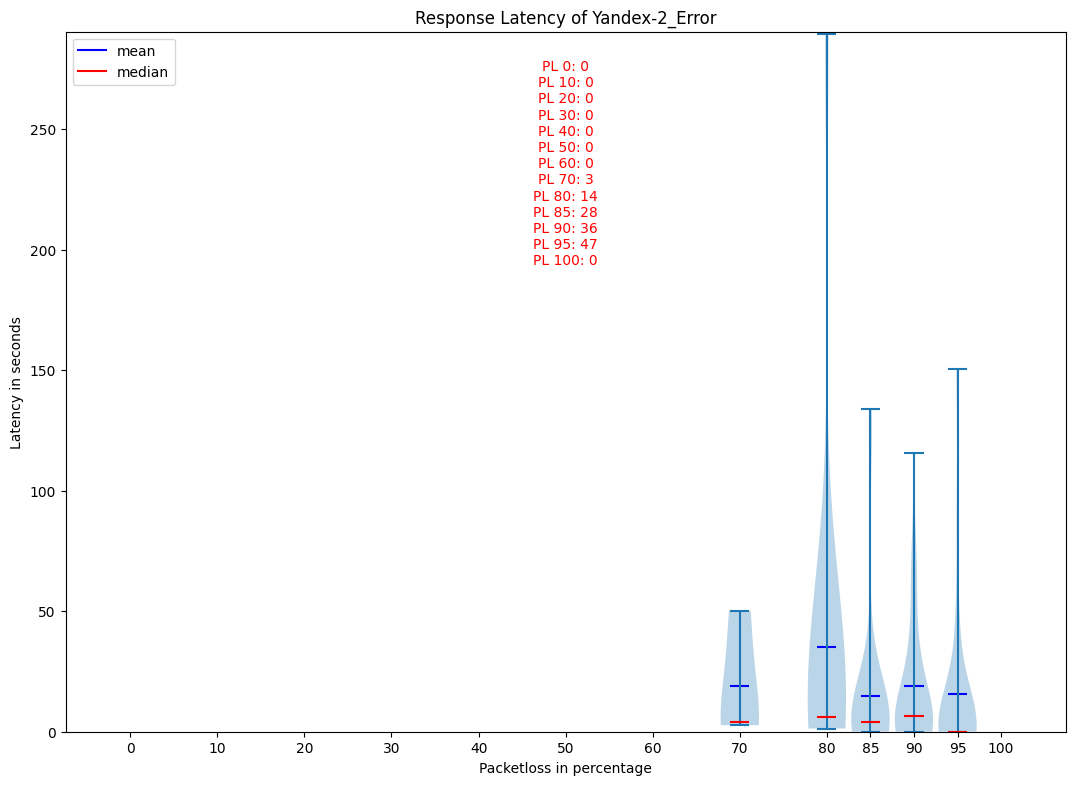 Response Latency of Yandex-2_Error
mean
median
PL 0: 0
PL 10: 0
PL 20: 0
PL 30: 0
PL 40: 0
PL 50: 0
PL 60: 0
PL 70: 3
PL 80: 14
PL 85: 28
PL 90: 36
PL 95: 47
PL 100: 0
Latency in seconds
250
200
150
100
50
0
0 10 20 30 40 50 60 70 80 85 90 95 100
Packetloss in percentage